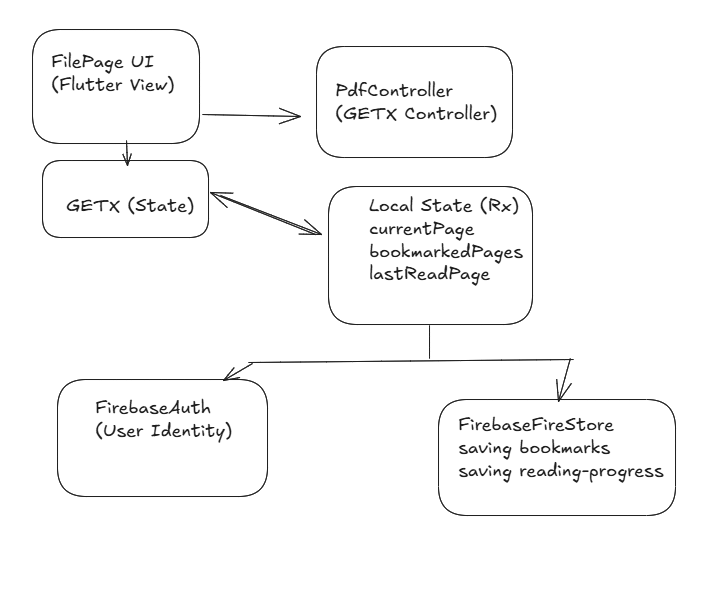 FilePage UI
(Flutter View)
PdfController
(GETX Controller)
GETX (State)
Local State (Rx)
currentPage
bookmarkedPages
lastReadPage
FirebaseAuth
(User Identity)
FirebaseFireStore
saving bookmarks
saving reading-progress